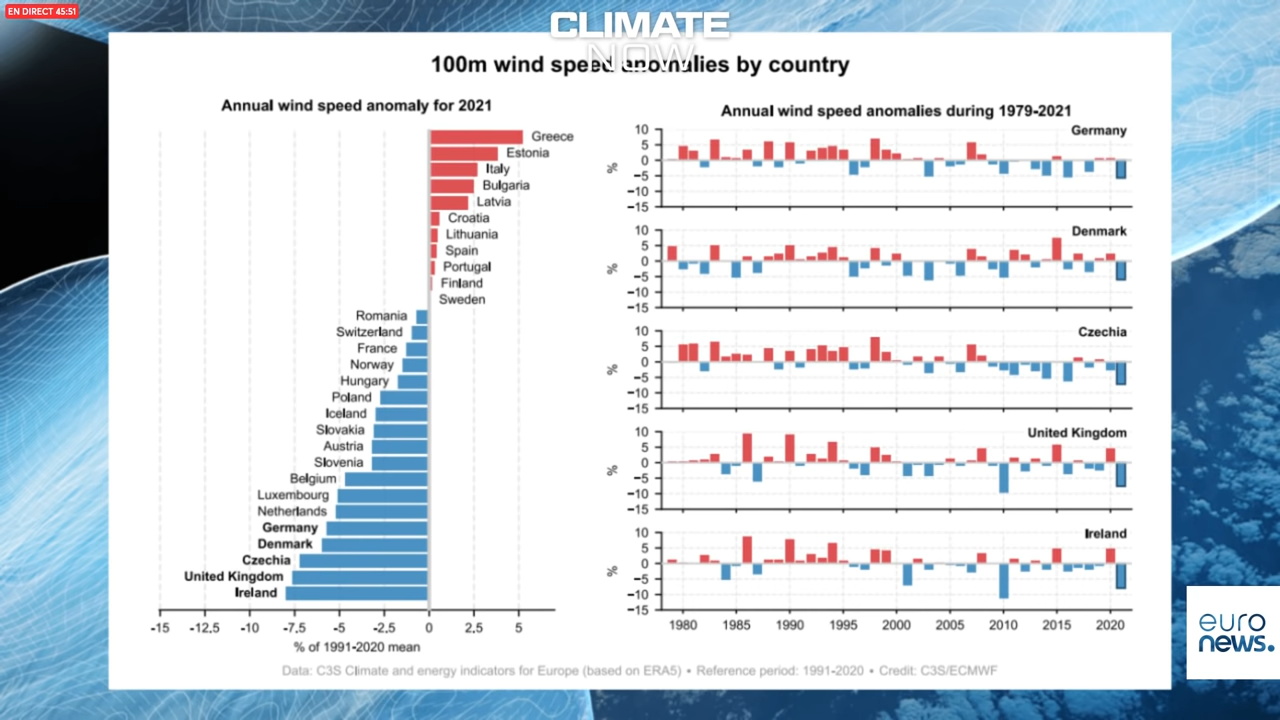 EN DIRECT 45:51
CLIMATE
NOW
100m wind speed anomalies by country
Annual wind speed anomaly for 2021
Greece
Estonia
Italy
Bulgaria
Latvia
Croatia
Lithuania
Spain
Portugal
Finland
Sweden
Romania
Switzerland
France
Norway
Hungary
Poland
Iceland
Slovakia
Austria
Slovenia
Belgium
Luxembourg
Netherlands
Germany
Denmark
Czechia
United Kingdom
Ireland
-15 -12,5 -10 -7,5 -5 -2,5 0 2,5 5
% of 1991-2020 mean
Annual wind speed anomalies during 1979-2021
Germany
10
5
0
−5
−10
−15
%
Denmark
10
5
0
−5
−10
−15
%
Czechia
10
5
0
−5
−10
−15
%
United Kingdom
10
5
0
−5
−10
−15
%
Ireland
10
5
0
−5
−10
−15
%
1980 1985 1990 1995 2000 2005 2010 2015 2020
Data: C3S Climate and energy indicators for Europe (based on ERA5) • Reference period: 1991-2020 • Credit: C3S/ECMWF
euro
news.